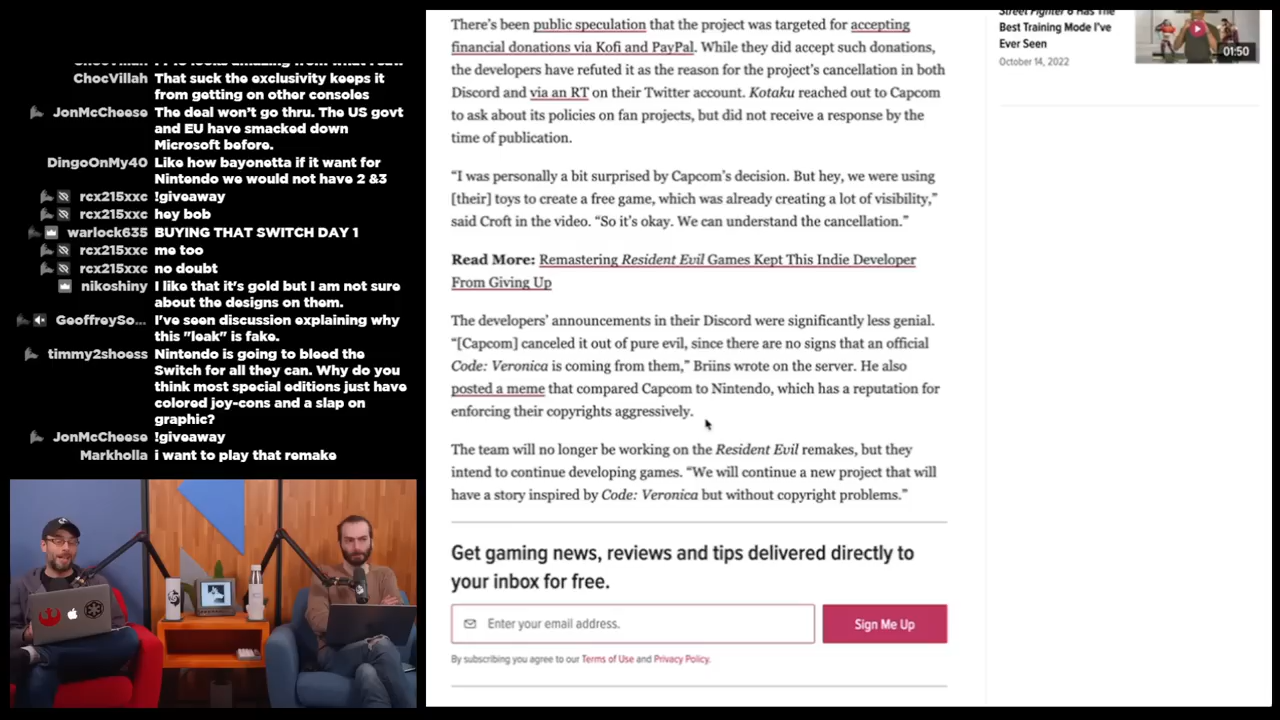 ChocVillah That suck the exclusivity keeps it
from getting on other consoles
JonMcCheese The deal won't go thru. The US govt
and EU have smacked down
Microsoft before.
DingoOnMy40 Like how bayonetta if it want for
Nintendo we would not have 2 &3
rcx215xxc !giveaway
rcx215xxc hey bob
warlock635 BUYING THAT SWITCH DAY 1
rcx215xxc me too
rcx215xxc no doubt
nikoshiny I like that it's gold but I am not sure
about the designs on them.
GeoffreySo... I've seen discussion explaining why
this "leak" is fake.
timmy2shoess Nintendo is going to bleed the
Switch for all they can. Why do you
think most special editions just have
colored joy-cons and a slap on
graphic?
JonMcCheese !giveaway
Markholla i want to play that remake
There's been public speculation that the project was targeted for accepting
financial donations via Kofi and PayPal. While they did accept such donations,
the developers have refuted it as the reason for the project's cancellation in both
Discord and via an RT on their Twitter account. Kotaku reached out to Capcom
to ask about its policies on fan projects, but did not receive a response by the
time of publication.
“I was personally a bit surprised by Capcom's decision. But hey, we were using
[their] toys to create a free game, which was already creating a lot of visibility,”
said Croft in the video. “So it's okay. We can understand the cancellation.”
Read More: Remastering Resident Evil Games Kept This Indie Developer
From Giving Up
The developers' announcements in their Discord were significantly less genial.
“[Capcom] canceled it out of pure evil, since there are no signs that an official
Code: Veronica is coming from them,” Briins wrote on the server. He also
posted a meme that compared Capcom to Nintendo, which has a reputation for
enforcing their copyrights aggressively.
The team will no longer be working on the Resident Evil remakes, but they
intend to continue developing games. “We will continue a new project that will
have a story inspired by Code: Veronica but without copyright problems.”
Get gaming news, reviews and tips delivered directly to
your inbox for free.
Enter your email address.
Sign Me Up
By subscribing you agree to our Terms of Use and Privacy Policy.
Street Fighter 6 Has The
Best Training Mode I've
Ever Seen
October 14, 2022
01:50